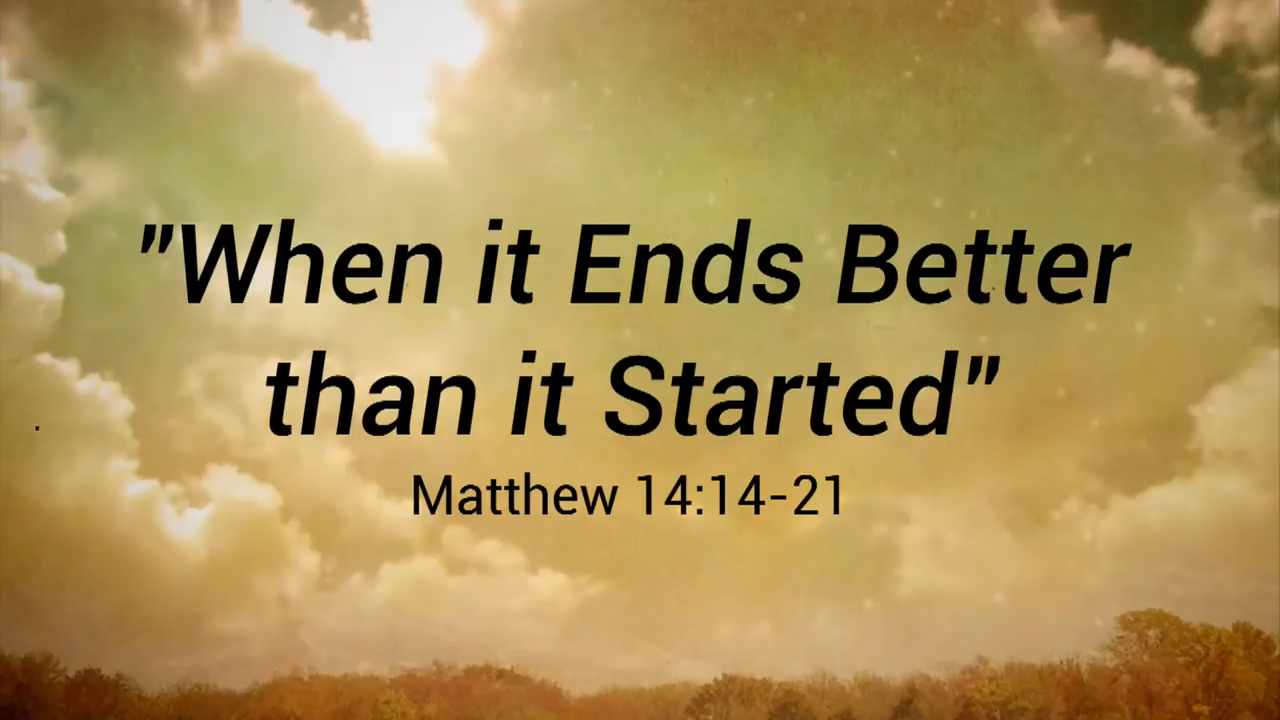 "When it Ends Better
than it Started"
Matthew 14:14-21